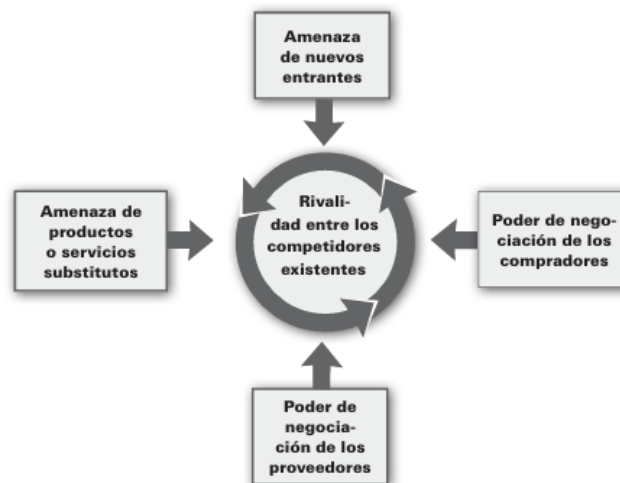 Amenaza
de nuevos
entrantes
Amenaza de
productos
o servicios
substitutos
Rivali-
dad entre los
competidores
existentes
Poder de nego-
ciación de los
compradores
Poder de
negocia-
ción de los
proveedores